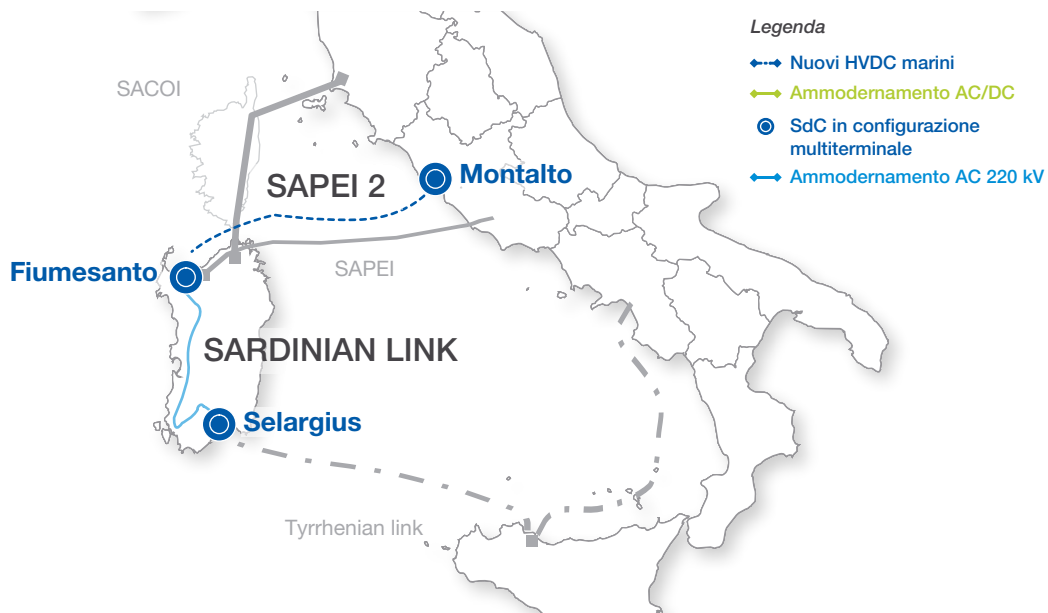 Legenda
Nuovi HVDC marini
Ammodernamento AC/DC
SdC in configurazione
multiterminale
Ammodernamento AC 220 kV
SACOI
SAPEI 2
Montalto
Fiumesanto
SAPEI
SARDINIAN LINK
Selargius
Tyrrhenian link